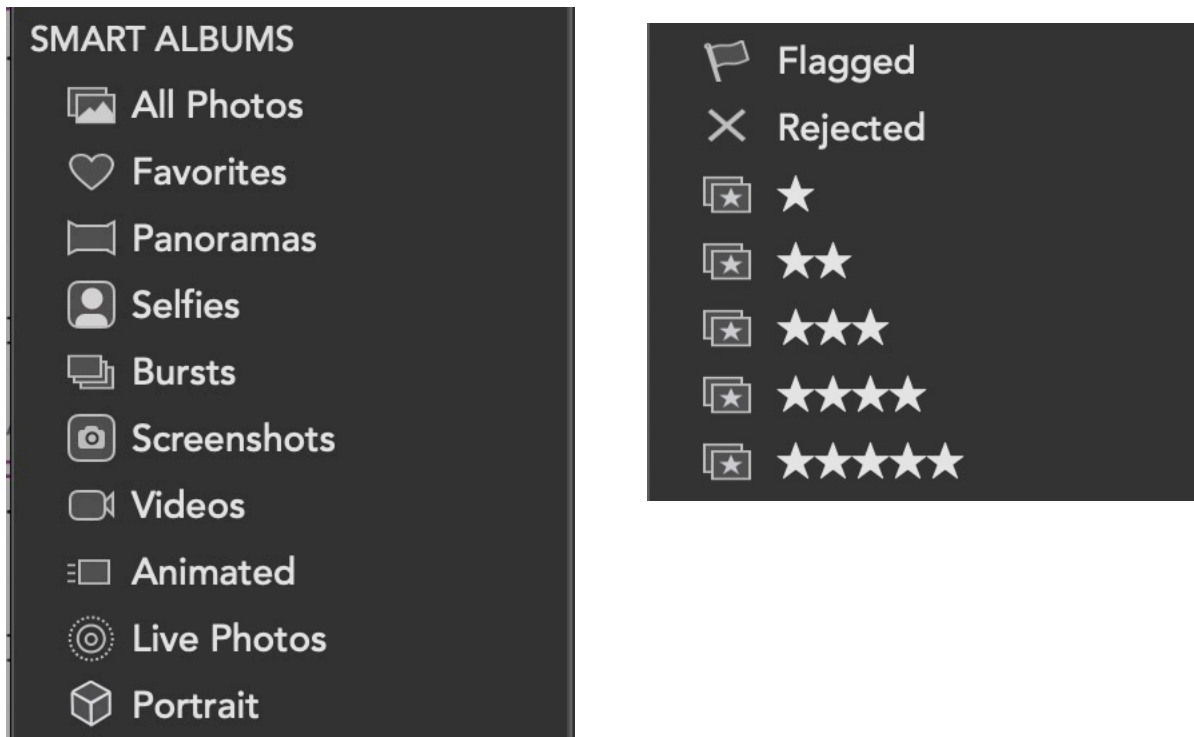 SMART ALBUMS
All Photos
Favorites
Panoramas
Selfies
Bursts
Screenshots
Videos
Animated
Live Photos
Portrait
Flagged
Rejected
★
★★
★★★
★★★★
★★★★★